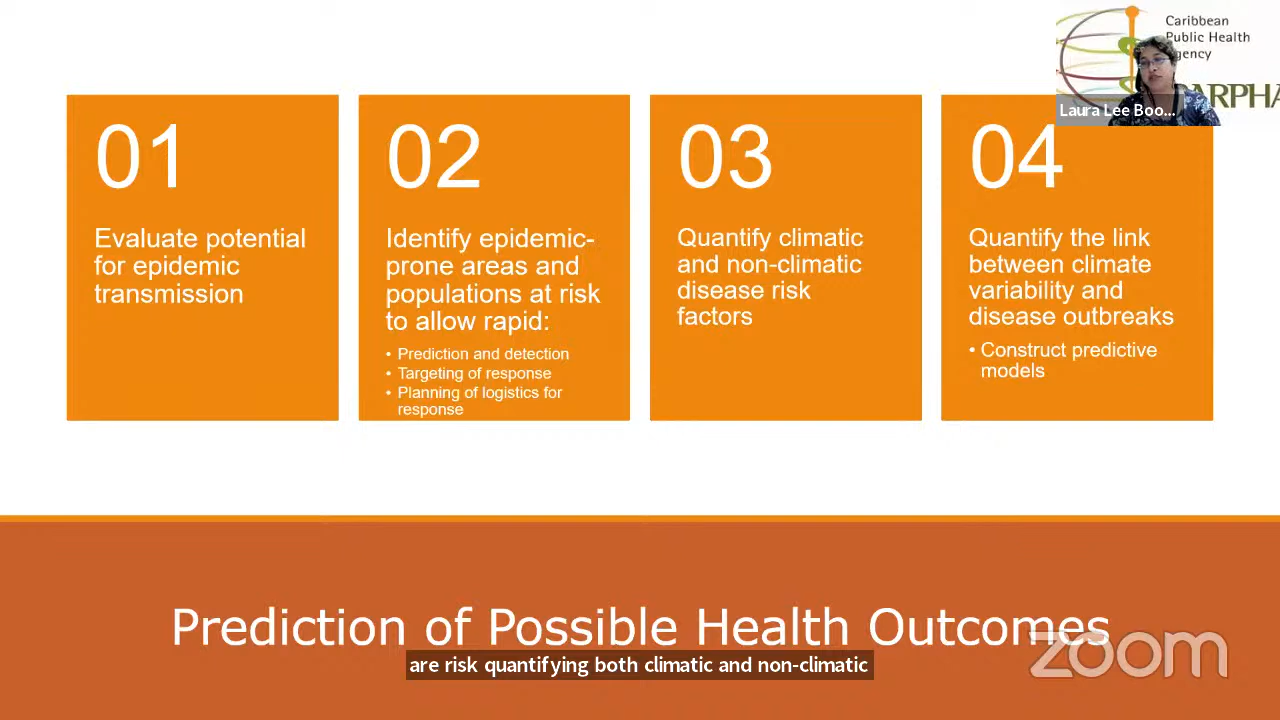 Caribbean
Public Health
Agency
CARPHA
Laura Lee Boo...
01
Evaluate potential
for epidemic
transmission
02
Identify epidemic-
prone areas and
populations at risk
to allow rapid:
• Prediction and detection
• Targeting of response
• Planning of logistics for
response
03
Quantify climatic
and non-climatic
disease risk
factors
04
Quantify the link
between climate
variability and
disease outbreaks
• Construct predictive
models
Prediction of Possible Health Outcomes
zoom
are risk quantifying both climatic and non-climatic